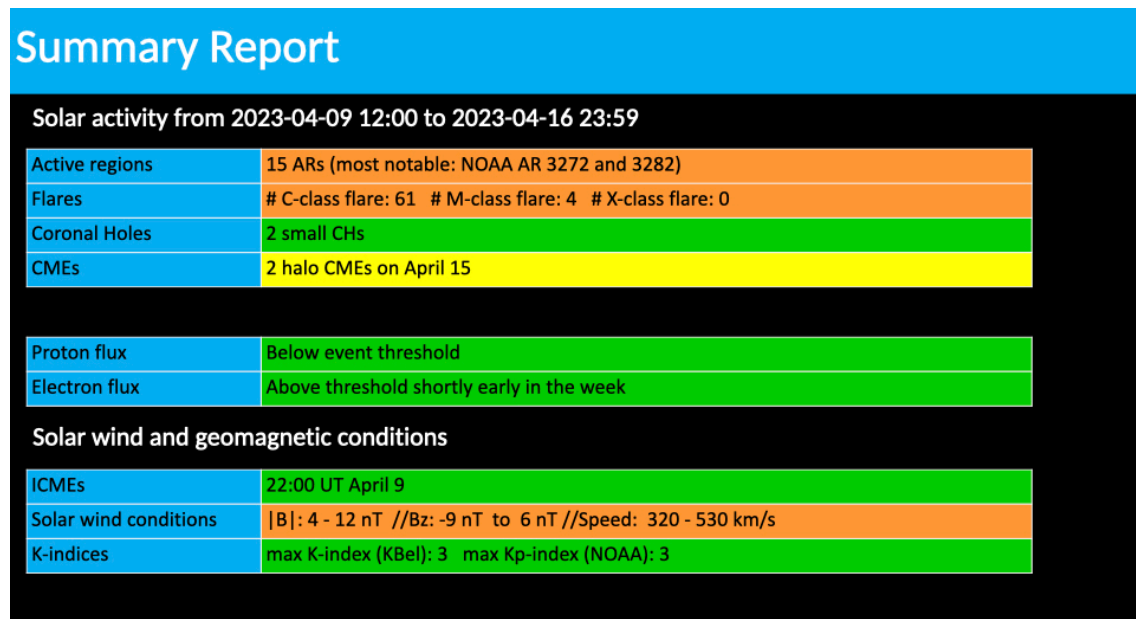 Summary Report
Solar activity from 2023-04-09 12:00 to 2023-04-16 23:59
Active regions 15 ARs (most notable: NOAA AR 3272 and 3282)
Flares # C-class flare: 61 # M-class flare: 4 # X-class flare: 0
Coronal Holes 2 small CHs
CMEs 2 halo CMEs on April 15
Proton flux Below event threshold
Electron flux Above threshold shortly early in the week
Solar wind and geomagnetic conditions
ICMEs 22:00 UT April 9
Solar wind conditions |B|: 4 - 12 nT //Bz: -9 nT to 6 nT //Speed: 320 - 530 km/s
K-indices max K-index (KBel): 3 max Kp-index (NOAA): 3